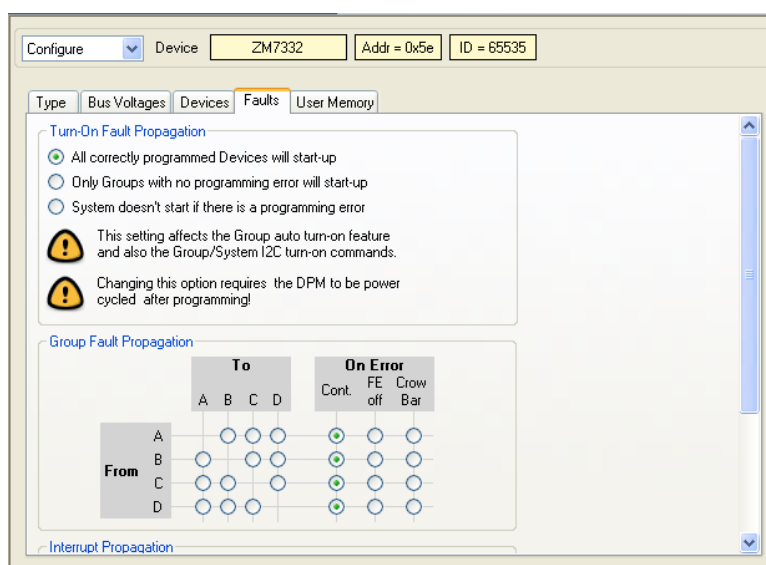 Configure Device ZM7332 Addr = 0x5e ID = 65535
Type Bus Voltages Devices Faults User Memory
Turn-On Fault Propagation
All correctly programmed Devices will start-up
Only Groups with no programming error will start-up
System doesn't start if there is a programming error
This setting affects the Group auto turn-on feature
and also the Group/System I2C turn-on commands.
Changing this option requires the DPM to be power
cycled after programming!
Group Fault Propagation
To On Error
A B C D Cont. FE off Crow Bar
From
A
B
C
D
Interrupt Propagation